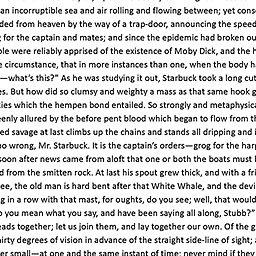 an incorruptible sea and air rolling and flowing between; yet cons
ded from heaven by the way of a trap-door, announcing the speed
g for the captain and mates; and since the epidemic had broken ou
ble were reliably apprised of the existence of Moby Dick, and the h
e circumstance, that in more instances than one, when the body ha
—what's this?" As he was studying it out, Starbuck took a long cut
es. But how did so clumsy and weighty a mass as that same hook g
ties which the hempen bond entailed. So strongly and metaphysica
eenly allured by the before pent blood which began to flow from th
ed savage at last climbs up the chains and stands all dripping and i
no wrong, Mr. Starbuck. It is the captain's orders—grog for the har
soon after news came from aloft that one or both the boats must b
d from the smitten rock. At last his spout grew thick, and with a fri
ee, the old man is hard bent after that White Whale, and the devil
g in a row with that mast, for oughts, do you see; well, that would
o you mean what you say, and have been saying all along, Stubb?"
eads together; let us join them, and lay together our own. Of the g
hirty degrees of vision in advance of the straight side-line of sight; a
er small—at one and the same instant of time; never mind if they